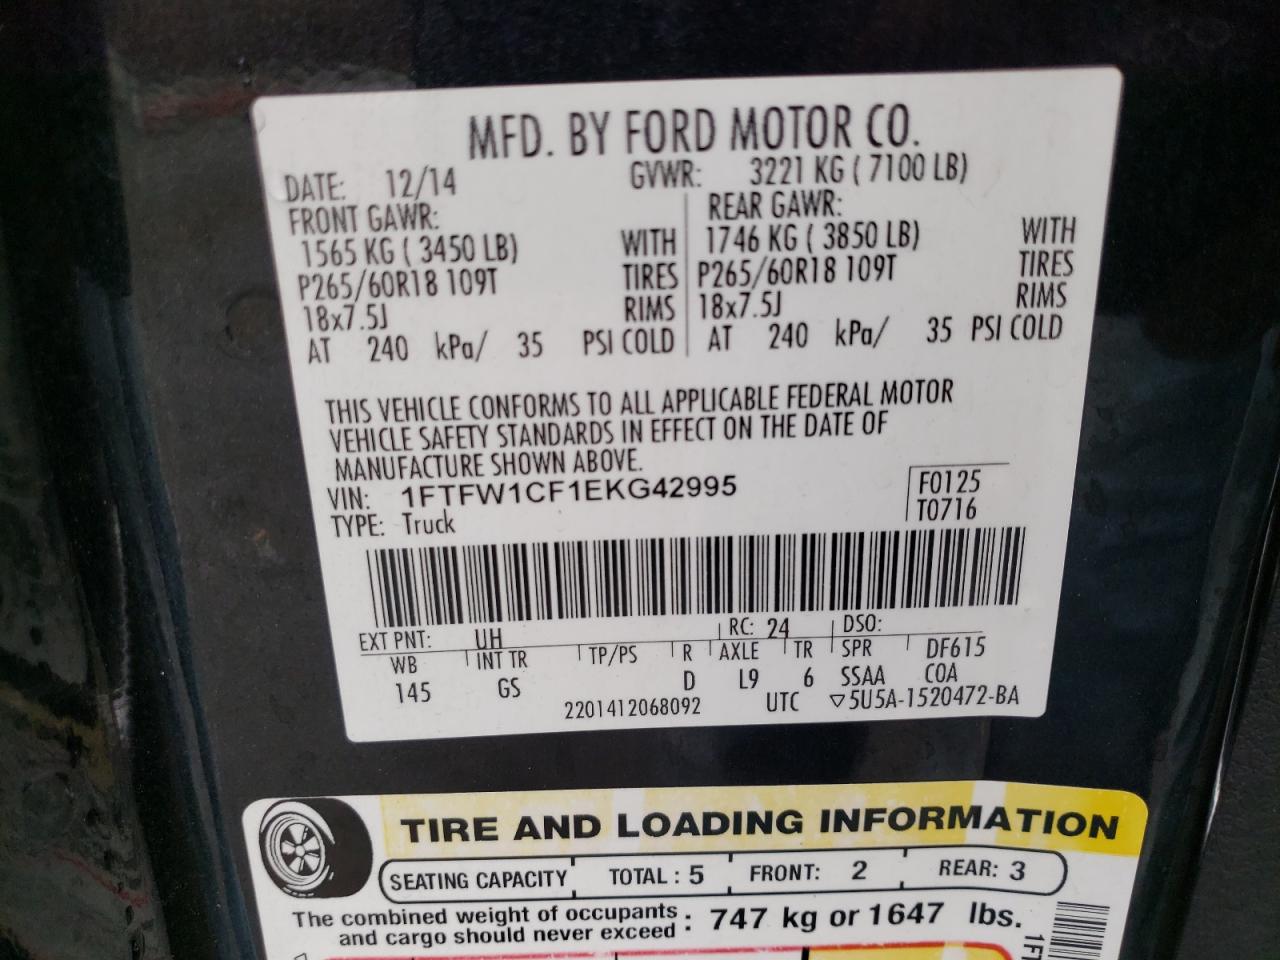 MFD. BY FORD MOTOR CO.
DATE: 12/14 GVWR: 3221 KG ( 7100 LB)
FRONT GAWR: REAR GAWR:
1565 KG ( 3450 LB) WITH 1746 KG ( 3850 LB) WITH
P265/60R18 109T TIRES P265/60R18 109T TIRES
18x7.5J RIMS 18x7.5J RIMS
AT 240 kPa/ 35 PSI COLD AT 240 kPa/ 35 PSI COLD
THIS VEHICLE CONFORMS TO ALL APPLICABLE FEDERAL MOTOR
VEHICLE SAFETY STANDARDS IN EFFECT ON THE DATE OF
MANUFACTURE SHOWN ABOVE.
VIN: 1FTFW1CF1EKG42995 F0125
TYPE: Truck T0716
EXT PNT: UH RC: 24 DSO:
WB INT TR TP/PS R AXLE TR SPR DF615
145 GS D L9 6 SSAA COA
2201412068092 UTC ▽5U5A-1520472-BA
TIRE AND LOADING INFORMATION
SEATING CAPACITY TOTAL : 5 FRONT: 2 REAR: 3
The combined weight of occupants
and cargo should never exceed : 747 kg or 1647 lbs.